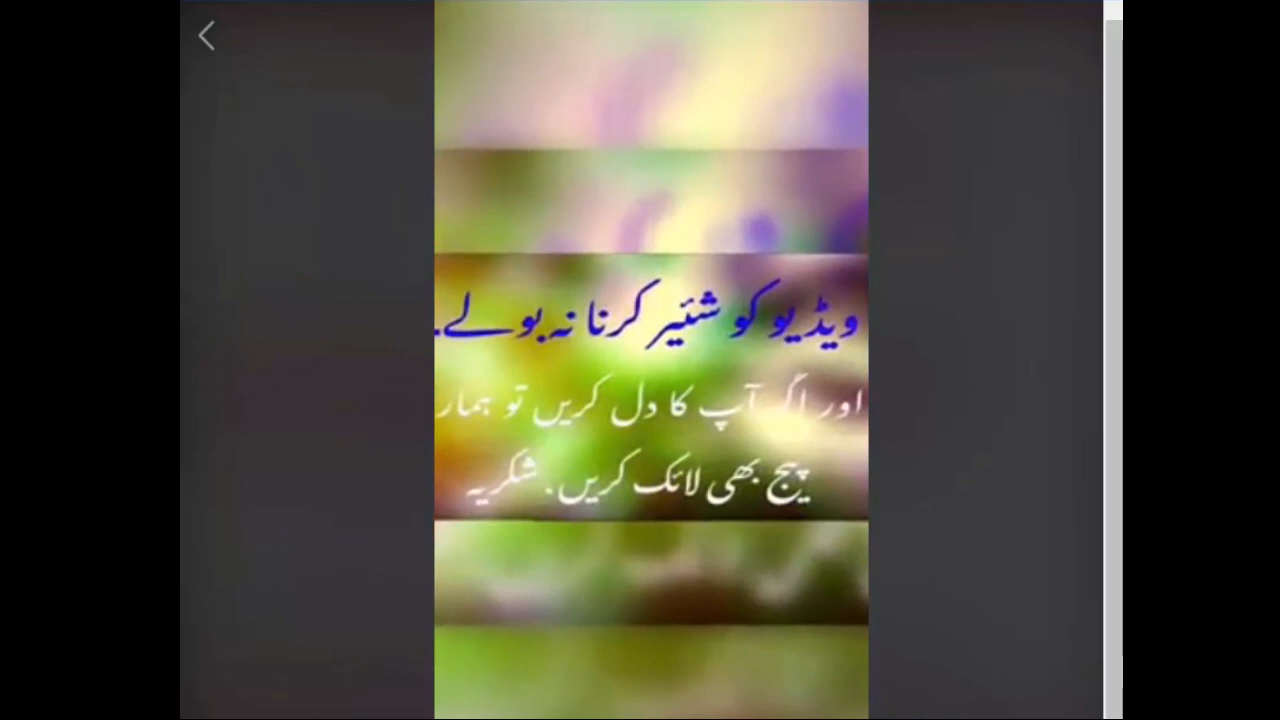 ویڈیو کو شئیر کرنا نہ بولے.
اور اگر آپ کا دل کریں تو ہمار
پیج بھی لائک کریں. شکریہ